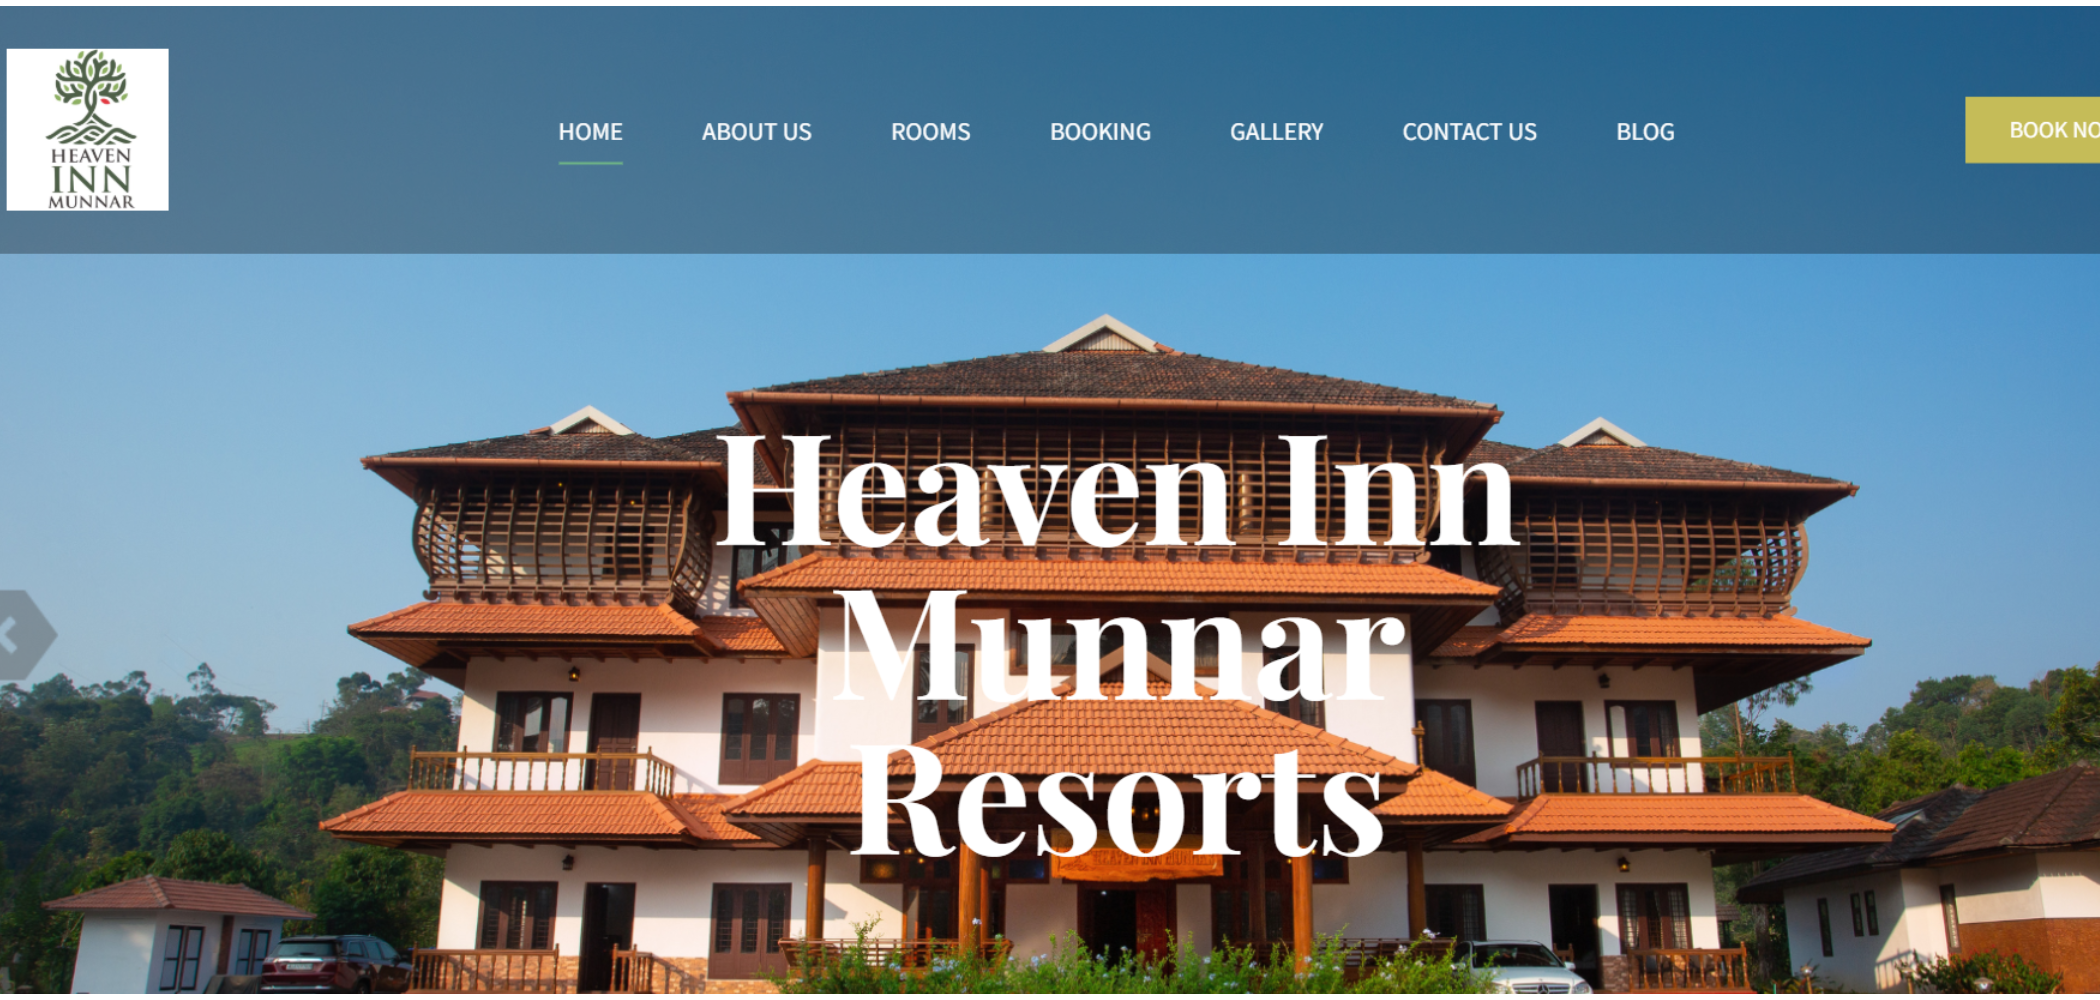 HEAVEN
INN
MUNNAR
HOME ABOUT US ROOMS BOOKING GALLERY CONTACT US BLOG
BOOK NO
Heaven Inn
Munnar
Resorts
HEAVEN INN MUNNAR